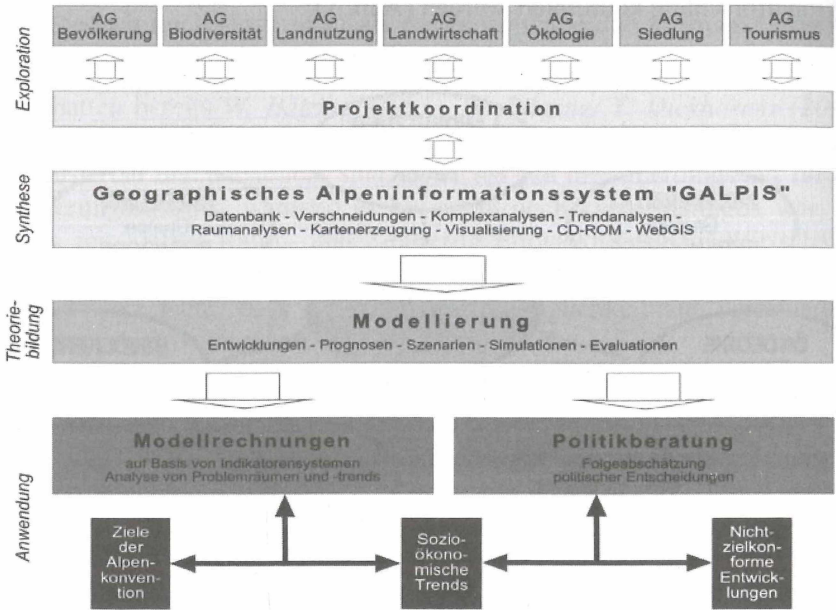 Exploration
AG
Bevölkerung
AG
Biodiversität
AG
Landnutzung
AG
Landwirtschaft
AG
Ökologie
AG
Siedlung
AG
Tourismus
Projektkoordination
Synthese
Geographisches Alpeninformationssystem "GALPIS"
Datenbank - Verschneidungen - Komplexanalysen - Trendanalysen -
Raumanalysen - Kartenerzeugung - Visualisierung - CD-ROM - WebGIS
Theorie-
bildung
Modellierung
Entwicklungen - Prognosen - Szenarien - Simulationen - Evaluationen
Anwendung
Modellrechnungen
auf Basis von Indikatorensystemen
Analyse von Problemräumen und -trends
Politikberatung
Folgeabschätzung
politischer Entscheidungen
Ziele
der
Alpen-
konven-
tion
Sozio-
ökono-
mische
Trends
Nicht-
zielkon-
forme
Entwick-
lungen